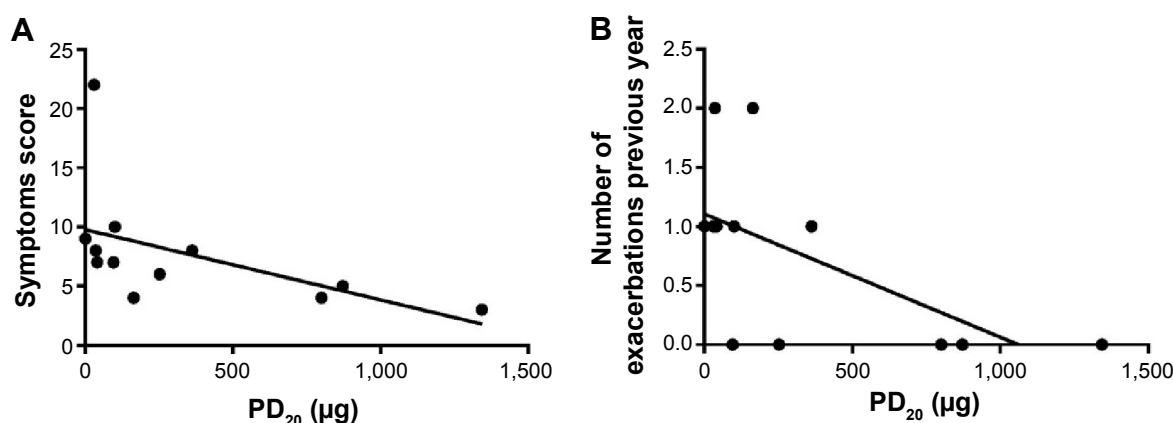 A
Symptoms score
25
20
15
10
5
0
0 500 1,000 1,500
PD20 (µg)
B
Number of
exacerbations previous year
2.5
2.0
1.5
1.0
0.5
0.0
0 500 1,000 1,500
PD20 (µg)